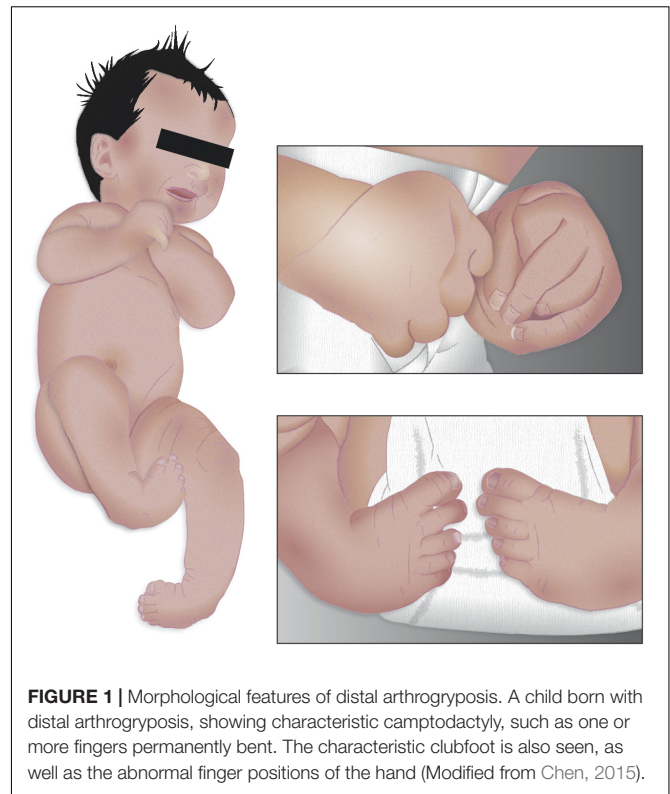 FIGURE 1 | Morphological features of distal arthrogryposis. A child born with
distal arthrogryposis, showing characteristic camptodactyly, such as one or
more fingers permanently bent. The characteristic clubfoot is also seen, as
well as the abnormal finger positions of the hand (Modified from Chen, 2015).